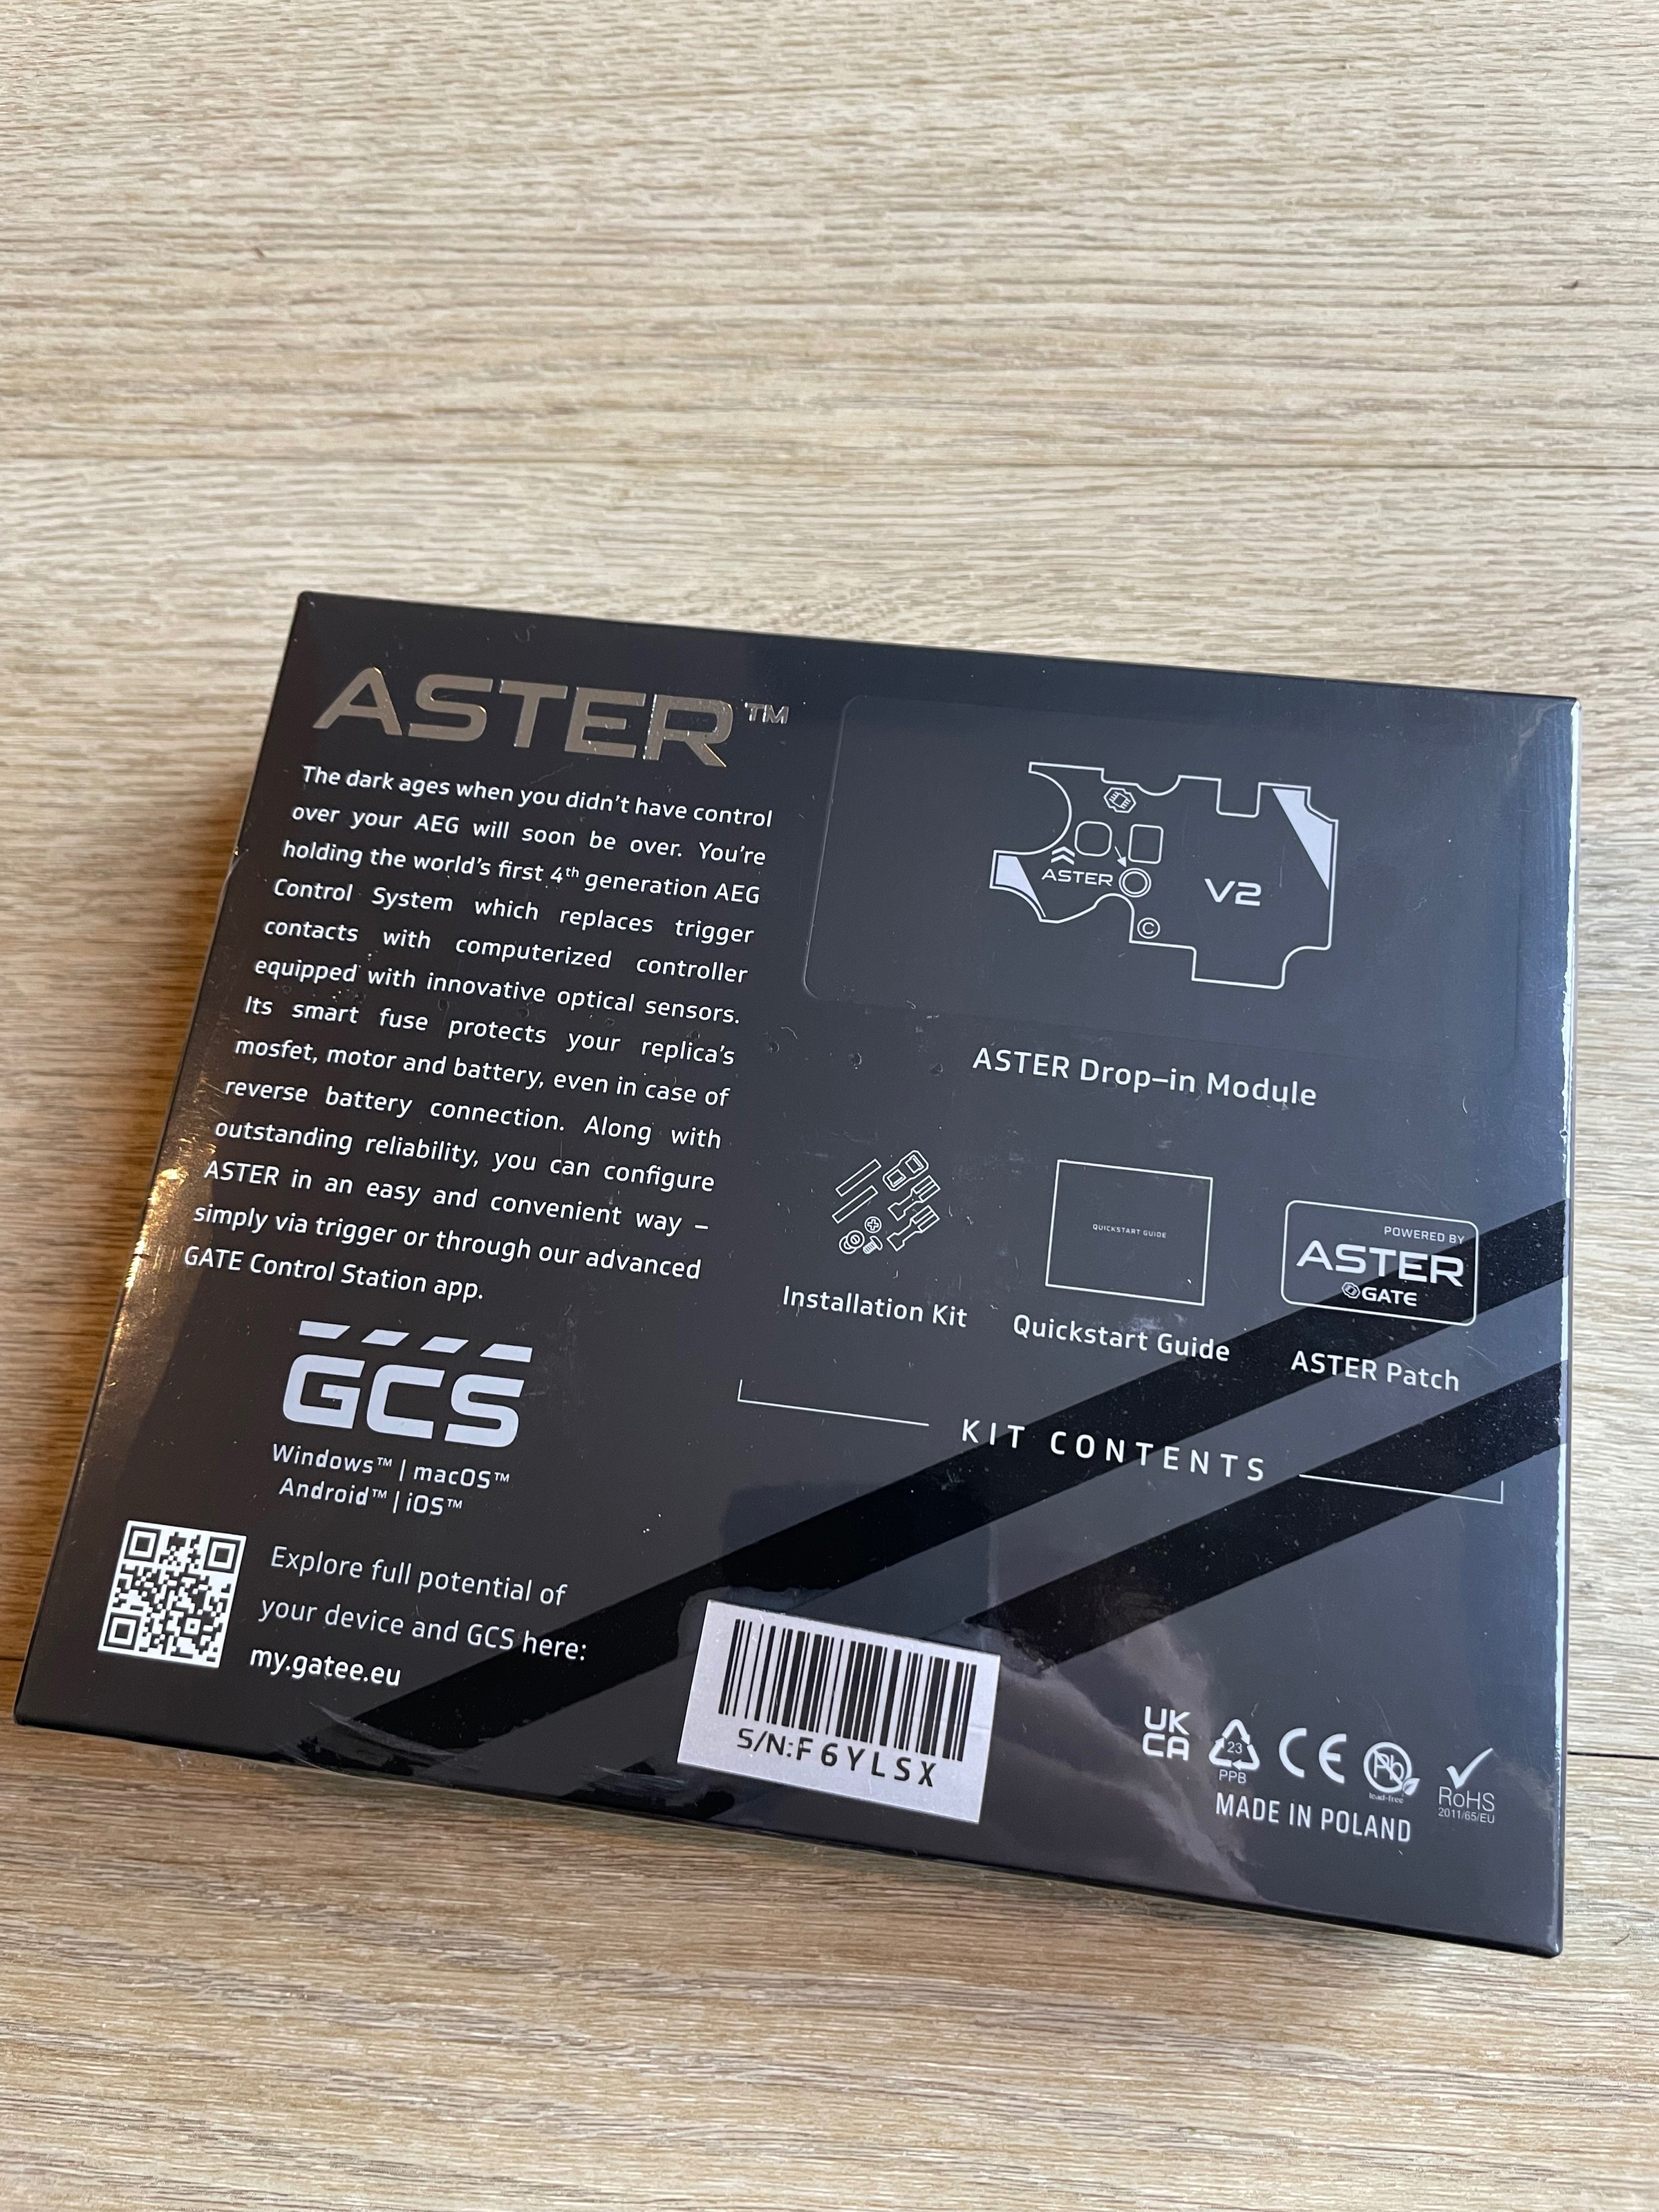 ASTER™
The dark ages when you didn't have control
over your AEG will soon be over. You're
holding the world's first 4th generation AEG
Control System which replaces trigger
contacts with computerized controller
equipped with innovative optical sensors.
Its smart fuse protects your replica's
mosfet, motor and battery, even in case of
reverse battery connection. Along with
outstanding reliability, you can configure
ASTER in an easy and convenient way –
simply via trigger or through our advanced
GATE Control Station app.
GCS
Windows™ | macOS™
Android™ | iOS™
Explore full potential of
your device and GCS here:
my.gatee.eu
ASTER
V2
©
ASTER Drop-in Module
Installation Kit
QUICKSTART GUIDE
Quickstart Guide
POWERED BY
ASTER
GATE
ASTER Patch
KIT CONTENTS
S/N:F6YLSX
UK
CA
23
PPB
CE
Pb
lead-free
RoHS
2011/65/EU
MADE IN POLAND